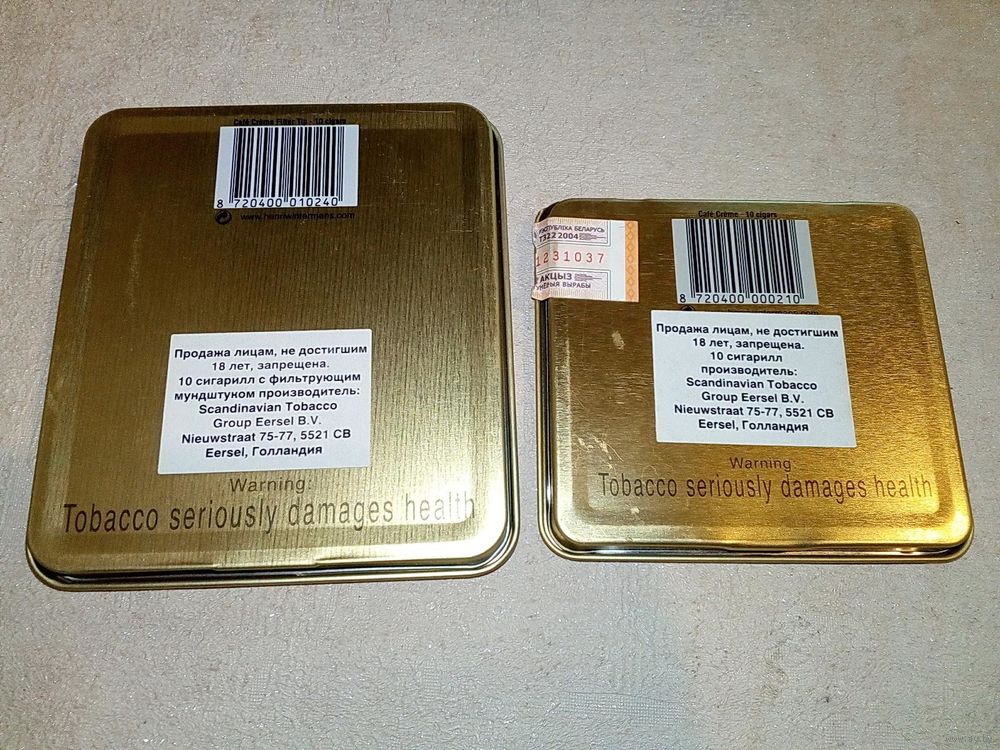 Café Crème Filter Tip - 10 cigars
8 720400 010240
www.henriwintermans.com
Продажа лицам, не достигшим
18 лет, запрещена.
10 сигарилл с фильтрующим
мундштуком производитель:
Scandinavian Tobacco
Group Eersel B.V.
Nieuwstraat 75-77, 5521 CB
Eersel, Голландия
Warning:
Tobacco seriously damages health
РЭСПУБЛІКА БЕЛАРУСЬ
ТЗ22 2004
1231037
АКЦЫЗ
ВЫРАБЫ
Café Crème - 10 cigars
8 720400 000210
Продажа лицам, не достигшим
18 лет, запрещена.
10 сигарилл
производитель:
Scandinavian Tobacco
Group Eersel B.V.
Nieuwstraat 75-77, 5521 CB
Eersel, Голландия
Warning:
Tobacco seriously damages health